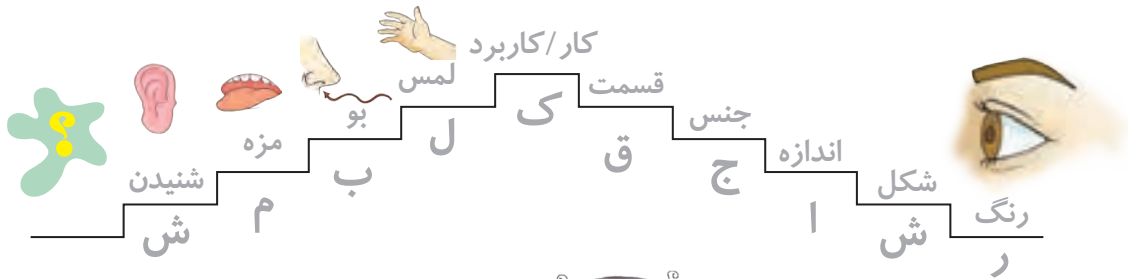 رنگ
ر
شکل
ش
اندازه
ا
جنس
ج
قسمت
ق
کار/کاربرد
ک
لمس
ل
بو
ب
مزه
م
شنیدن
ش
؟